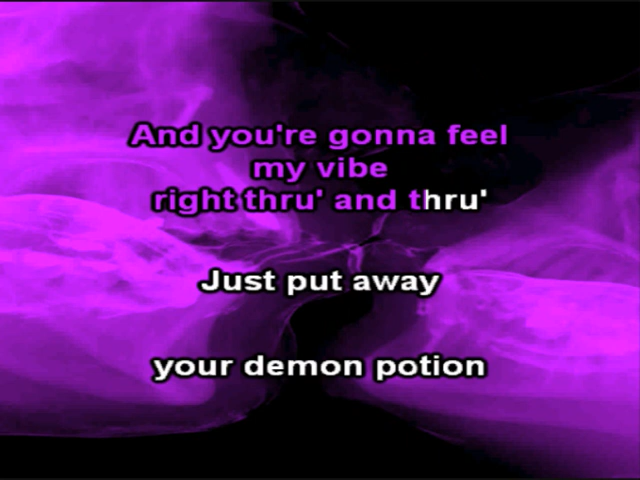 And you're gonna feel
my vibe
right thru' and thru'
Just put away
your demon potion